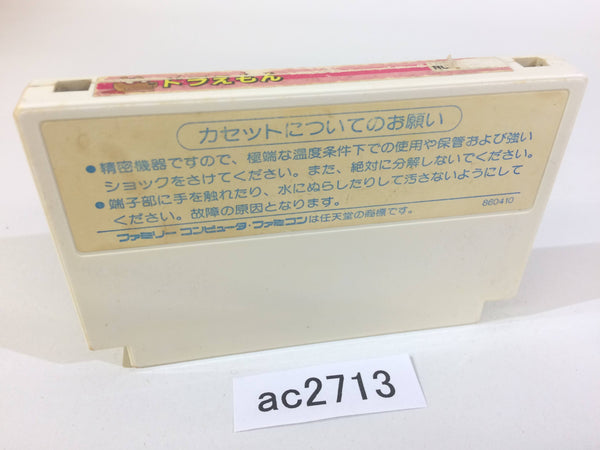 ドラえもん
カセットについてのお願い
●精密機器ですので、極端な温度条件下での使用や保管および強い
ショックをさけてください。また、絶対に分解しないでください。
●端子部に手を触れたり、水にぬらしたりして汚さないようにして
ください。故障の原因となります。
860410
ファミリーコンピュータ・ファミコンは任天堂の商標です。
ac2713